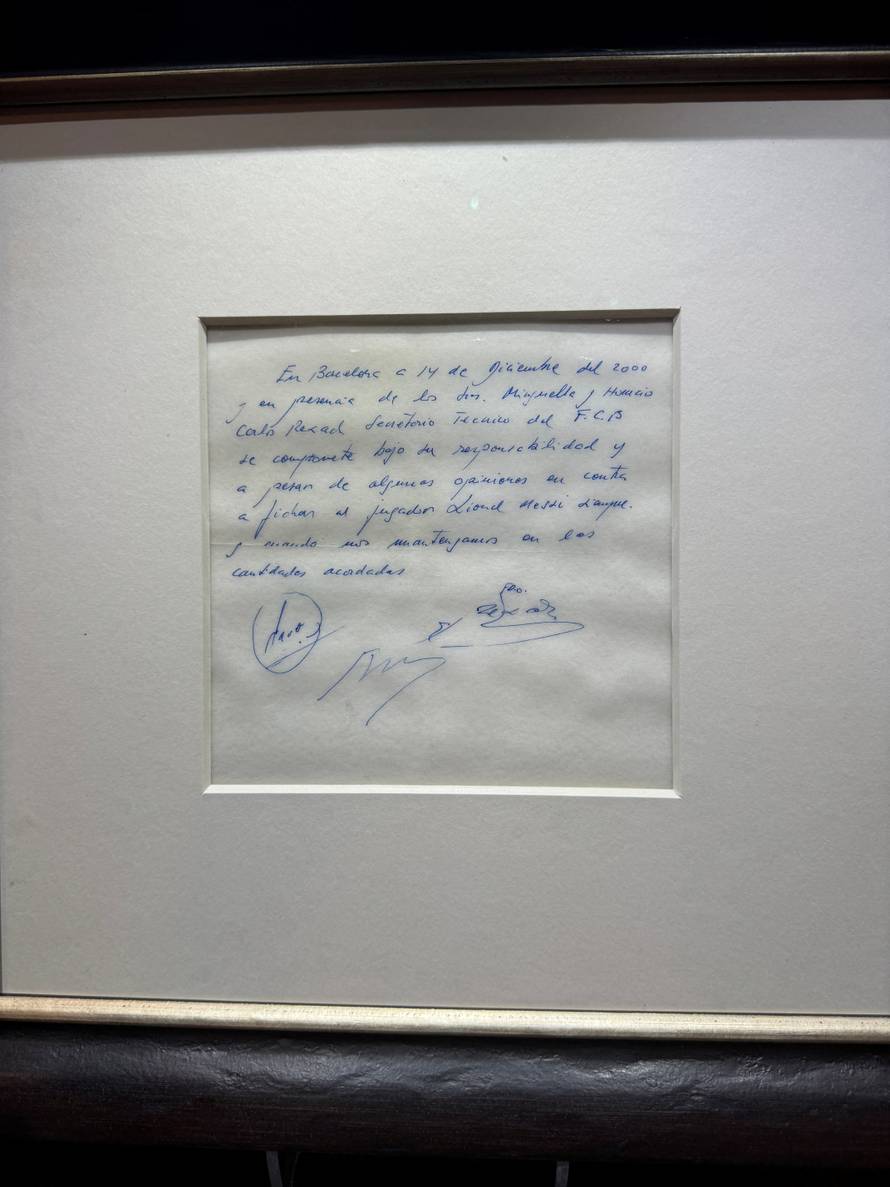 En Barcelona a 14 de Diciembre del 2000
y en presencia de los Sres. Minguella y Horacio
Carlos Rexach Secretario Tecnico del F.C.B
se compromete bajo su responsabilidad y
a pesar de algunas opiniones en contra
a fichar al jugador Lionel Messi siempre.
y cuando nos mantengamos en las
cantidades acordadas
Fdo.